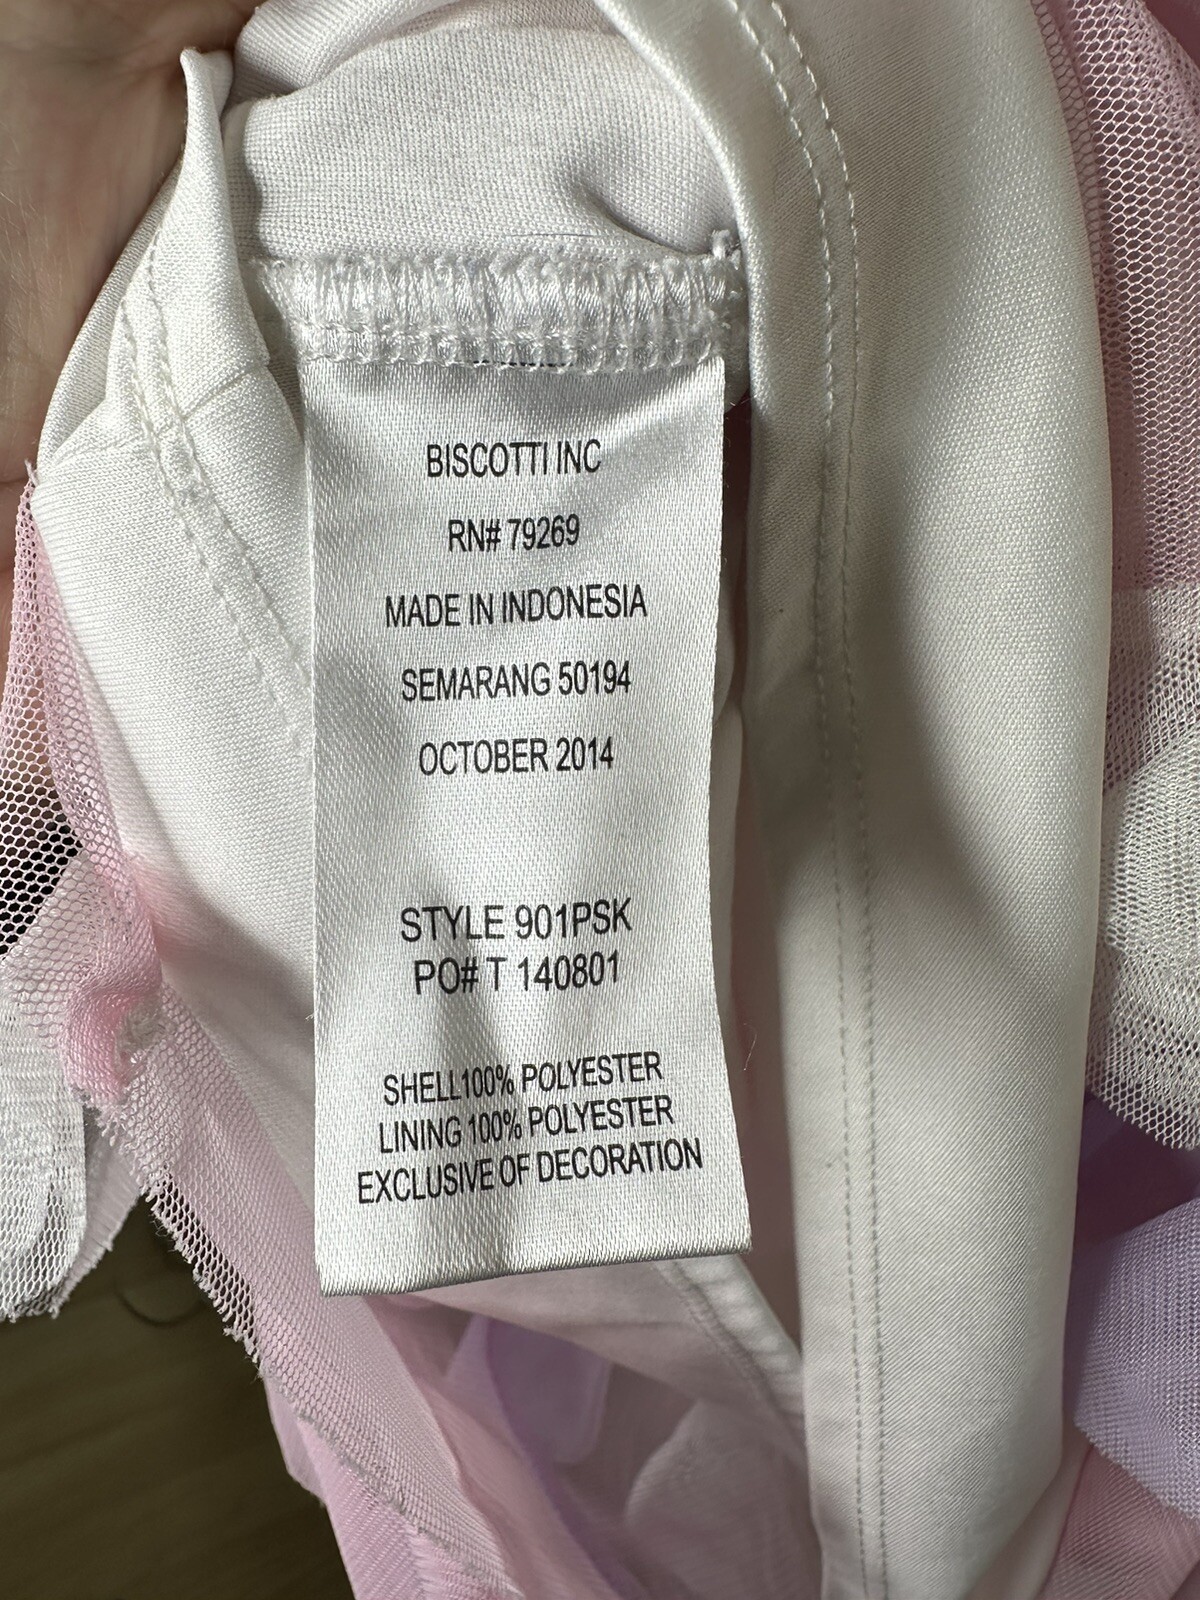 BISCOTTI INC
RN# 79269
MADE IN INDONESIA
SEMARANG 50194
OCTOBER 2014
STYLE 901PSK
PO# T 140801
SHELL100% POLYESTER
LINING 100% POLYESTER
EXCLUSIVE OF DECORATION